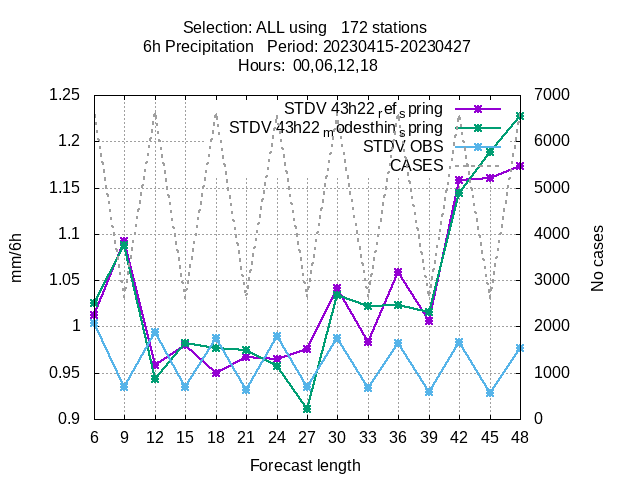 Selection: ALL using   172 stations
6h Precipitation   Period: 20230415-20230427
Hours:  00,06,12,18
STDV 43h22_ref_spring
STDV 43h22_modesthin_spring
STDV OBS
CASES
1.25
1.2
1.15
1.1
1.05
1
0.95
0.9
mm/6h
7000
6000
5000
4000
3000
2000
1000
0
No cases
6 9 12 15 18 21 24 27 30 33 36 39 42 45 48
Forecast length